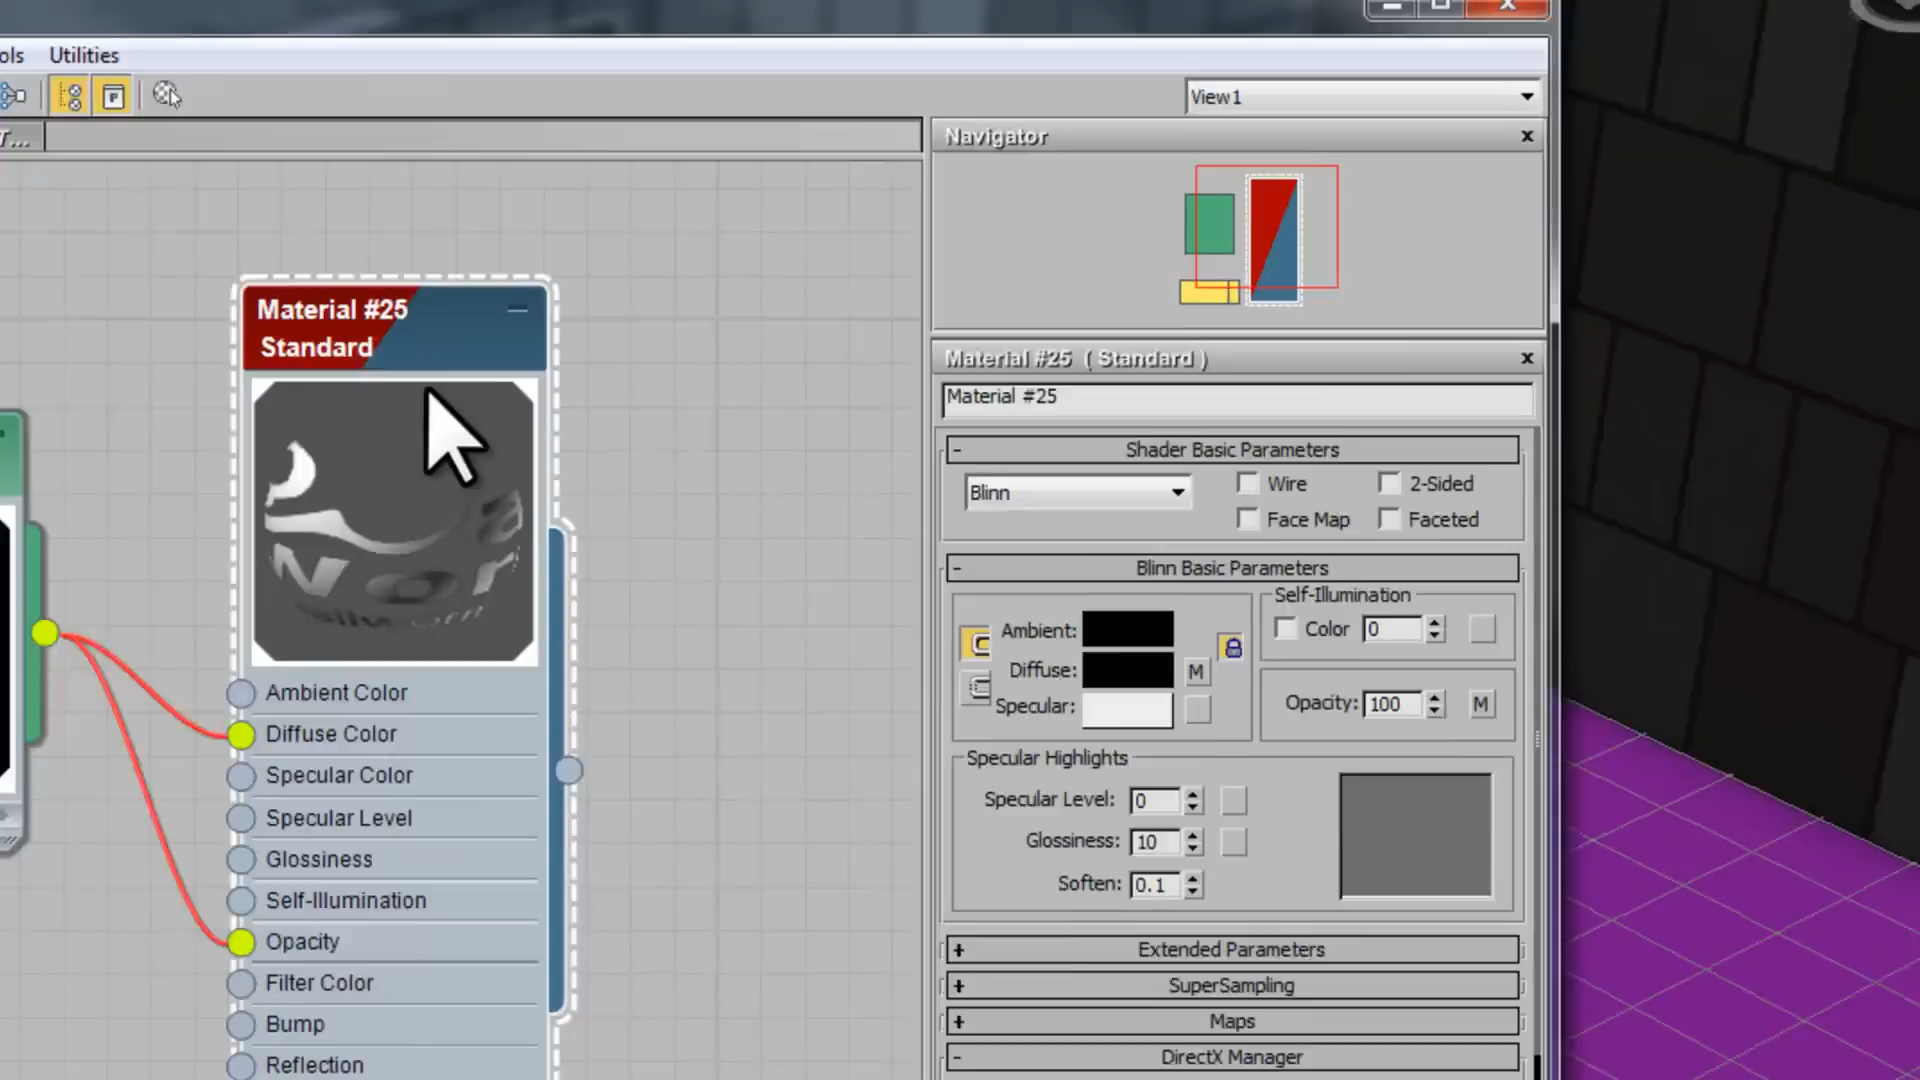 Utilities
View1
Navigator
Material #25
Standard
Material #25 ( Standard )
Material #25
Shader Basic Parameters
Blinn
Wire
2-Sided
Face Map
Faceted
Blinn Basic Parameters
Self-Illumination
Ambient:
Color 0
Diffuse:
M
Specular:
Opacity: 100
M
Specular Highlights
Specular Level: 0
Glossiness: 10
Soften: 0.1
Extended Parameters
SuperSampling
Maps
DirectX Manager
Ambient Color
Diffuse Color
Specular Color
Specular Level
Glossiness
Self-Illumination
Opacity
Filter Color
Bump
Reflection